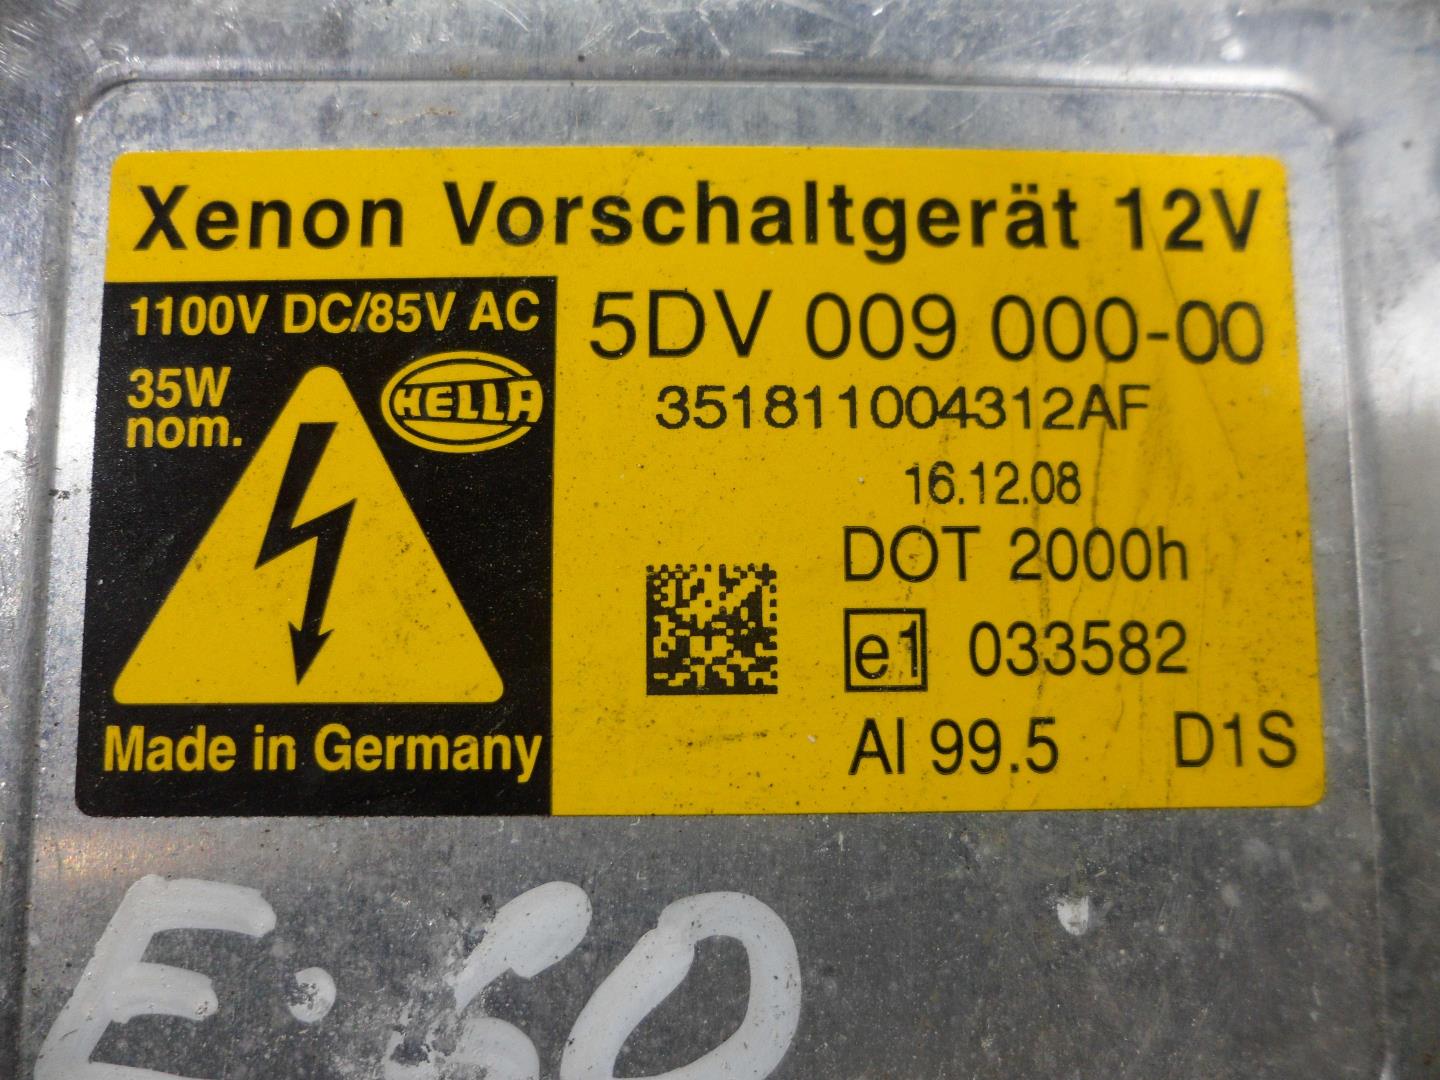 Xenon Vorschaltgerät 12V
1100V DC/85V AC
35W
nom.
HELLA
Made in Germany
5DV 009 000-00
351811004312AF
16.12.08
DOT 2000h
e1 033582
Al 99.5 D1S